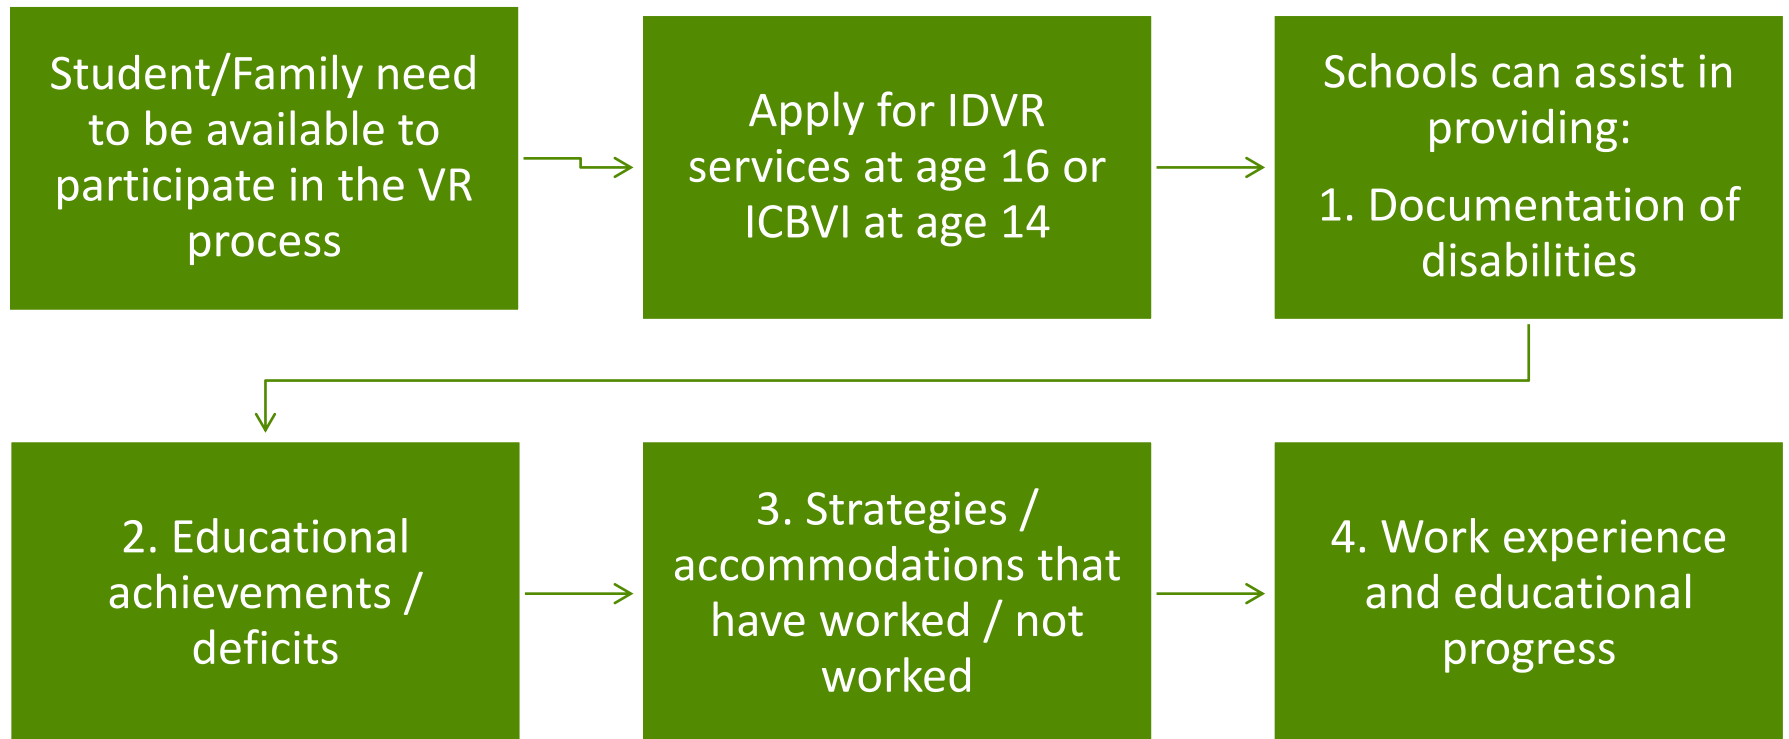 Student/Family need
to be available to
participate in the VR
process
Apply for IDVR
services at age 16 or
ICBVI at age 14
Schools can assist in
providing:
1. Documentation of
disabilities
2. Educational
achievements /
deficits
3. Strategies /
accommodations that
have worked / not
worked
4. Work experience
and educational
progress